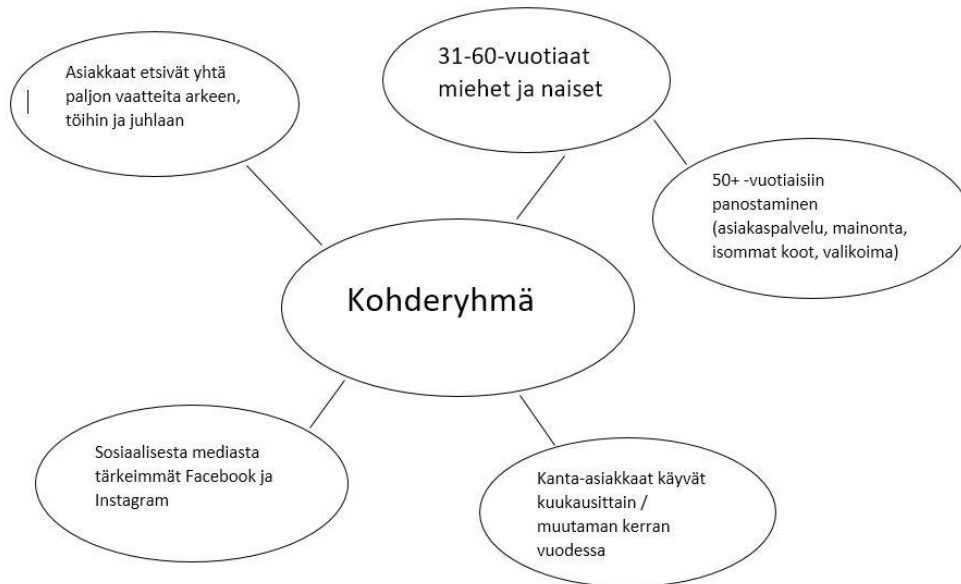 Asiakkaat etsivät yhtä
paljon vaatteita arkeen,
töihin ja juhlaan
31-60-vuotiaat
miehet ja naiset
50+ -vuotiaisiin
panostaminen
(asiakaspalvelu, mainonta,
isommat koot, valikoima)
Kohderyhmä
Sosiaalisesta mediasta
tärkeimmät Facebook ja
Instagram
Kanta-asiakkaat käyvät
kuukausittain /
muutaman kerran
vuodessa